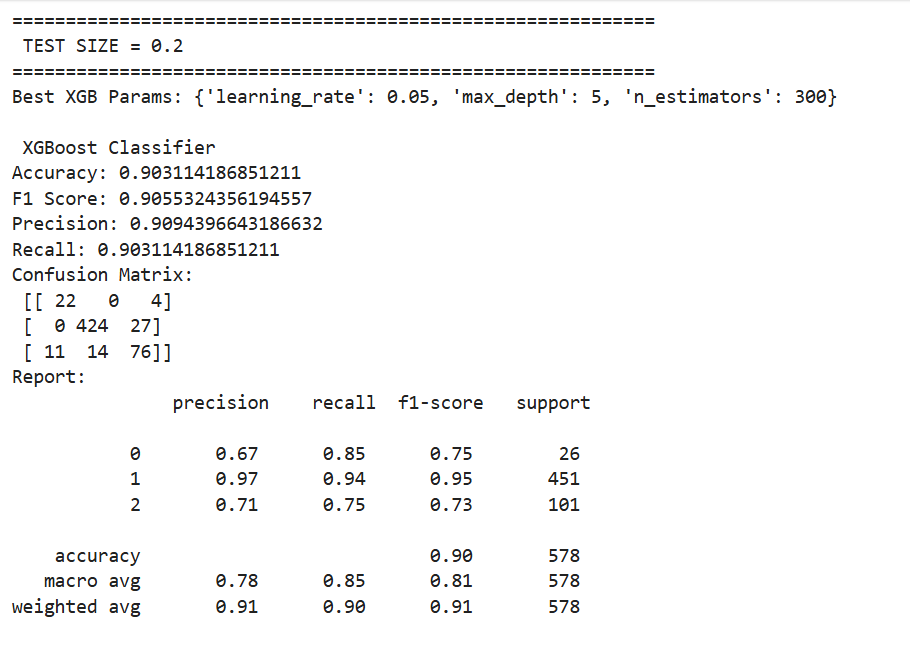 ============================================================
 TEST SIZE = 0.2
============================================================
Best XGB Params: {'learning_rate': 0.05, 'max_depth': 5, 'n_estimators': 300}
 XGBoost Classifier
Accuracy: 0.903114186851211
F1 Score: 0.9055324356194557
Precision: 0.9094396643186632
Recall: 0.903114186851211
Confusion Matrix:
 [[ 22   0   4]
 [  0 424  27]
 [ 11  14  76]]
Report:
               precision    recall  f1-score   support
           0       0.67      0.85      0.75        26
           1       0.97      0.94      0.95       451
           2       0.71      0.75      0.73       101
    accuracy                           0.90       578
   macro avg       0.78      0.85      0.81       578
weighted avg       0.91      0.90      0.91       578